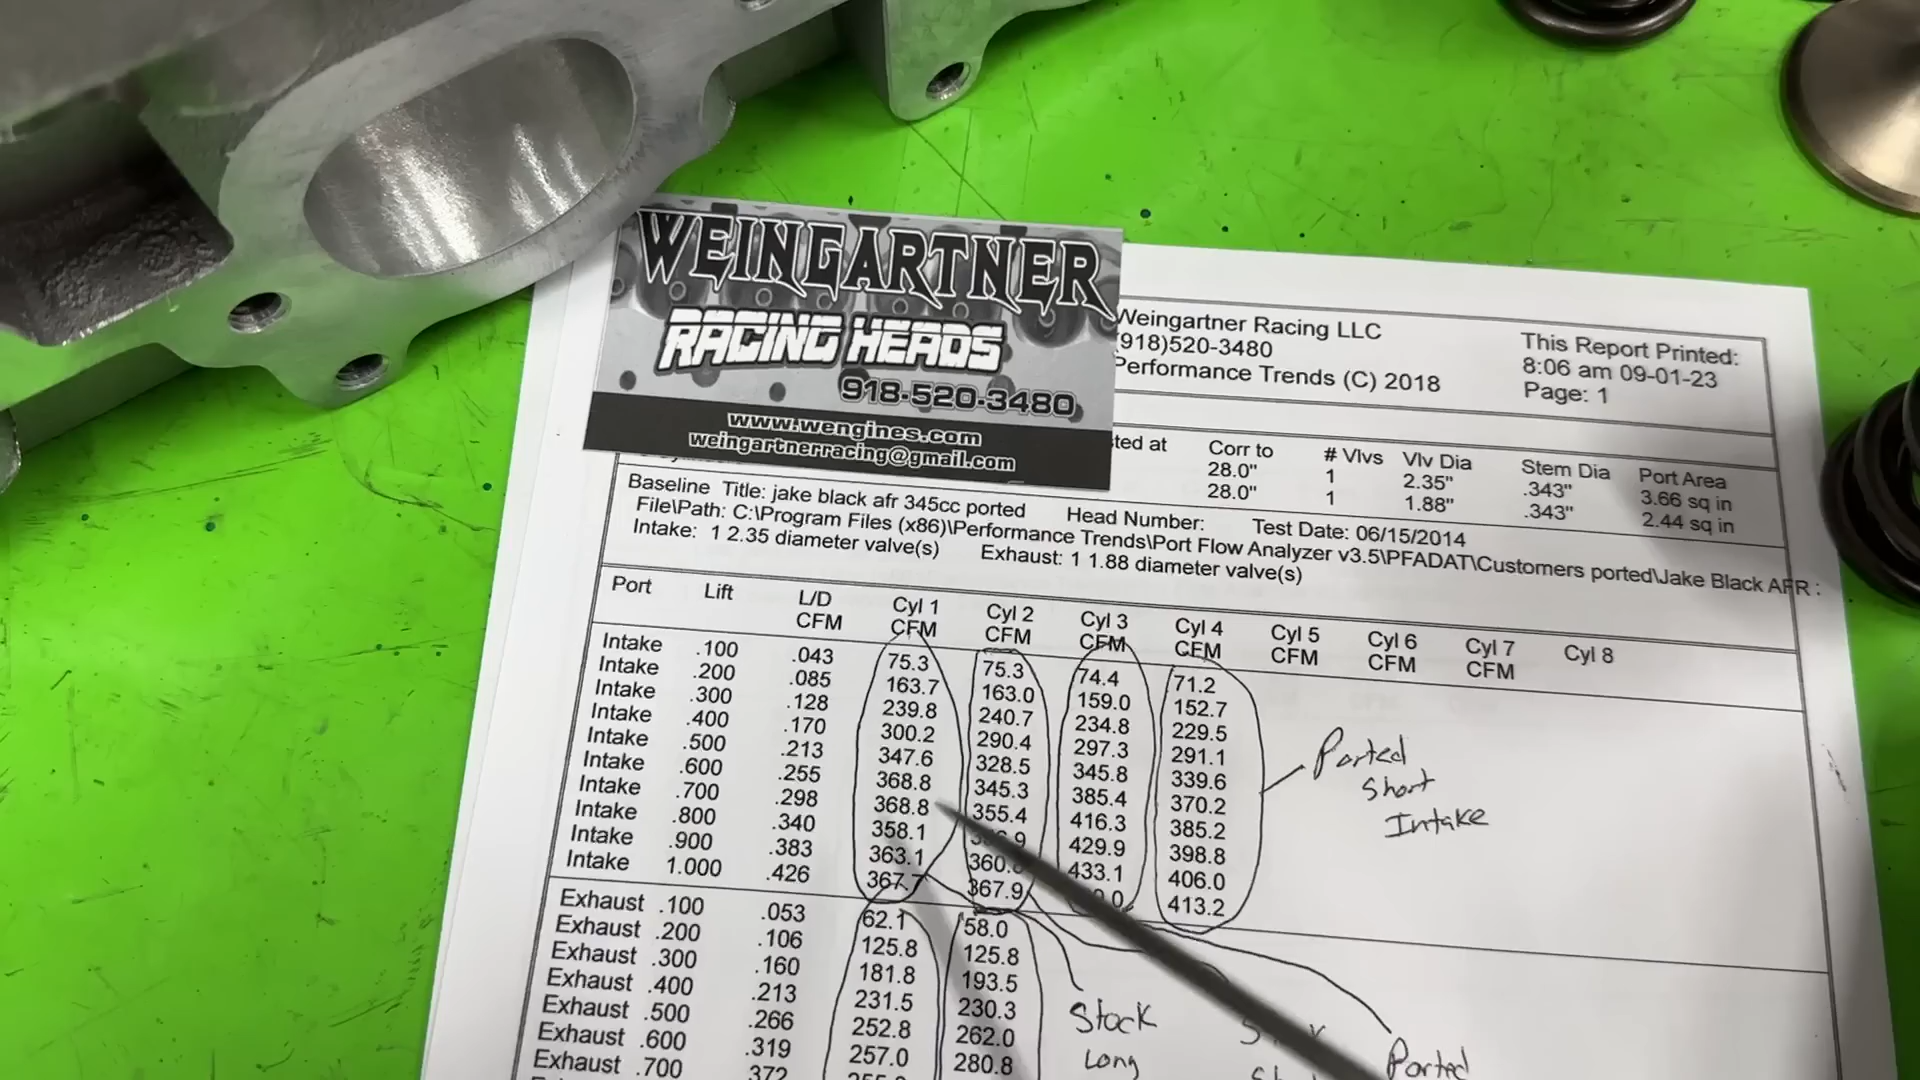 WEINGARTNER
RACING HEADS
918-520-3480
www.wengines.com
weingartnerracing@gmail.com
Weingartner Racing LLC
(918)520-3480
Performance Trends (C) 2018
This Report Printed:
8:06 am 09-01-23
Page: 1
Corr to # Vlvs Vlv Dia Stem Dia Port Area
28.0" 1 2.35" .343" 3.66 sq in
28.0" 1 1.88" .343" 2.44 sq in
Baseline Title: jake black afr 345cc ported Head Number: Test Date: 06/15/2014
File\Path: C:\Program Files (x86)\Performance Trends\Port Flow Analyzer v3.5\PFADAT\Customers ported\Jake Black AFR :
Intake: 1 2.35 diameter valve(s) Exhaust: 1 1.88 diameter valve(s)
Port Lift L/D Cyl 1 Cyl 2 Cyl 3 Cyl 4 Cyl 5 Cyl 6 Cyl 7 Cyl 8
CFM CFM CFM CFM CFM CFM CFM CFM
Intake .100 .043 75.3 75.3 74.4 71.2
Intake .200 .085 163.7 163.0 159.0 152.7
Intake .300 .128 239.8 240.7 234.8 229.5
Intake .400 .170 300.2 290.4 297.3 291.1
Intake .500 .213 347.6 328.5 345.8 339.6
Intake .600 .255 368.8 345.3 385.4 370.2
Intake .700 .298 368.8 355.4 416.3 385.2
Intake .800 .340 358.1 429.9 398.8
Intake .900 .383 363.1 433.1 406.0
Intake 1.000 .426 367.7 367.9 413.2
Ported
Short
Intake
Exhaust .100 .053 62.1 58.0
Exhaust .200 .106 125.8 125.8
Exhaust .300 .160 181.8 193.5
Exhaust .400 .213 231.5 230.3
Exhaust .500 .266 252.8 262.0
Exhaust .600 .319 257.0 280.8
Exhaust .700 .372
Stock
Long
Ported